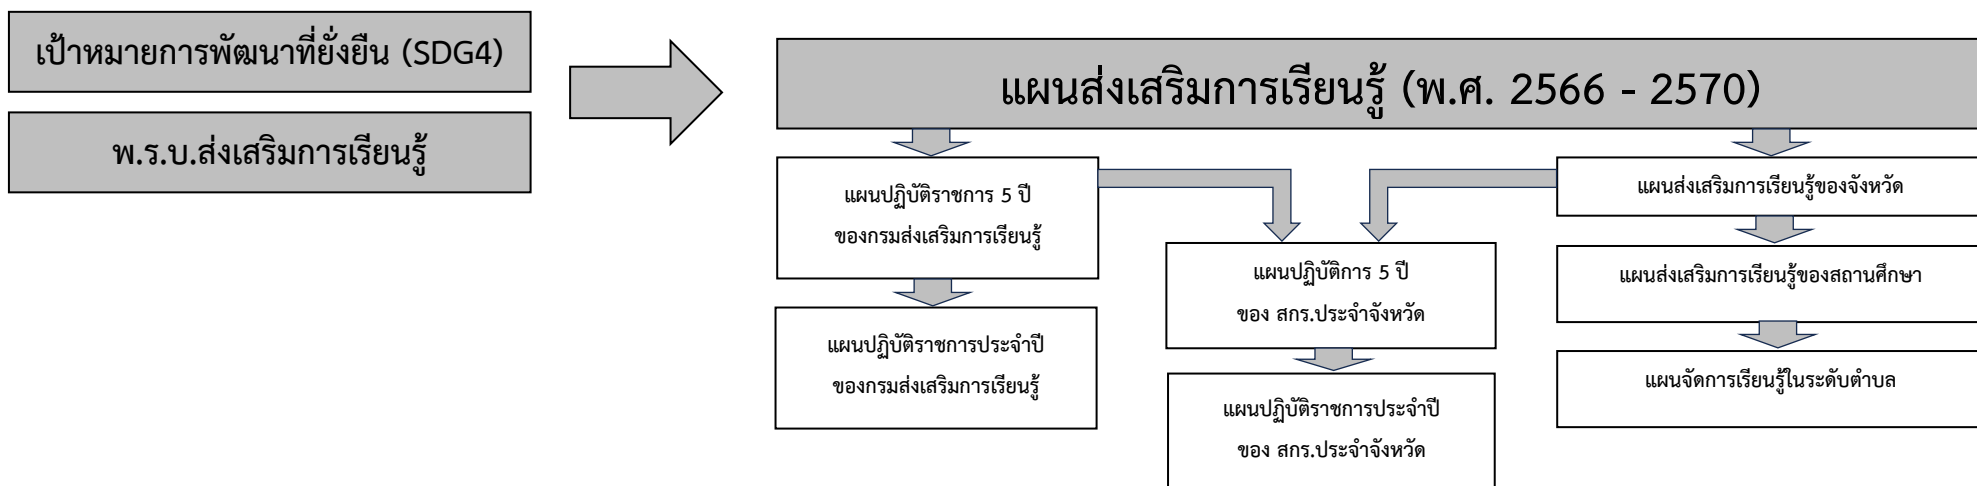 เป้าหมายการพัฒนาที่ยั่งยืน (SDG4)
พ.ร.บ.ส่งเสริมการเรียนรู้
แผนส่งเสริมการเรียนรู้ (พ.ศ. 2566 - 2570)
แผนปฏิบัติราชการ 5 ปี
ของกรมส่งเสริมการเรียนรู้
แผนปฏิบัติราชการประจำปี
ของกรมส่งเสริมการเรียนรู้
แผนปฏิบัติการ 5 ปี
ของ สกร.ประจำจังหวัด
แผนปฏิบัติราชการประจำปี
ของ สกร.ประจำจังหวัด
แผนส่งเสริมการเรียนรู้ของจังหวัด
แผนส่งเสริมการเรียนรู้ของสถานศึกษา
แผนจัดการเรียนรู้ในระดับตำบล